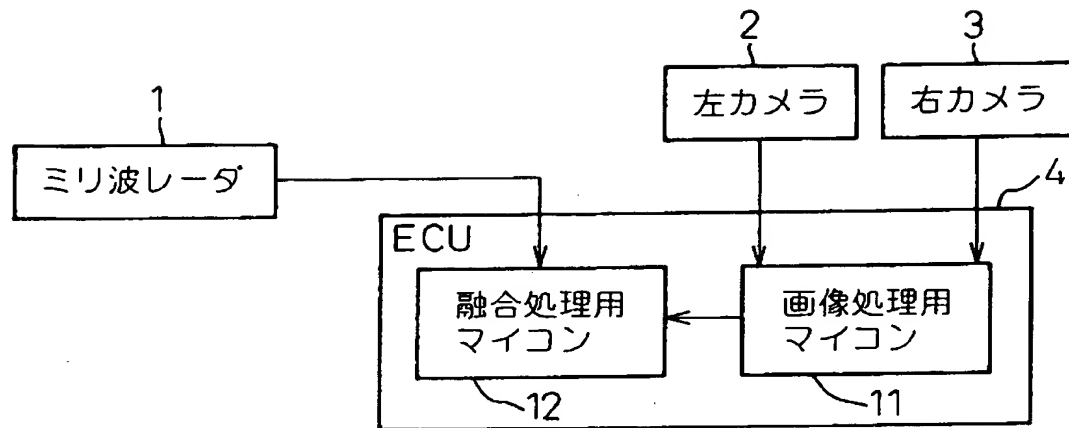 2
3
左カメラ
右カメラ
1
ミリ波レーダ
4
ECU
融合処理用
マイコン
画像処理用
マイコン
12
11